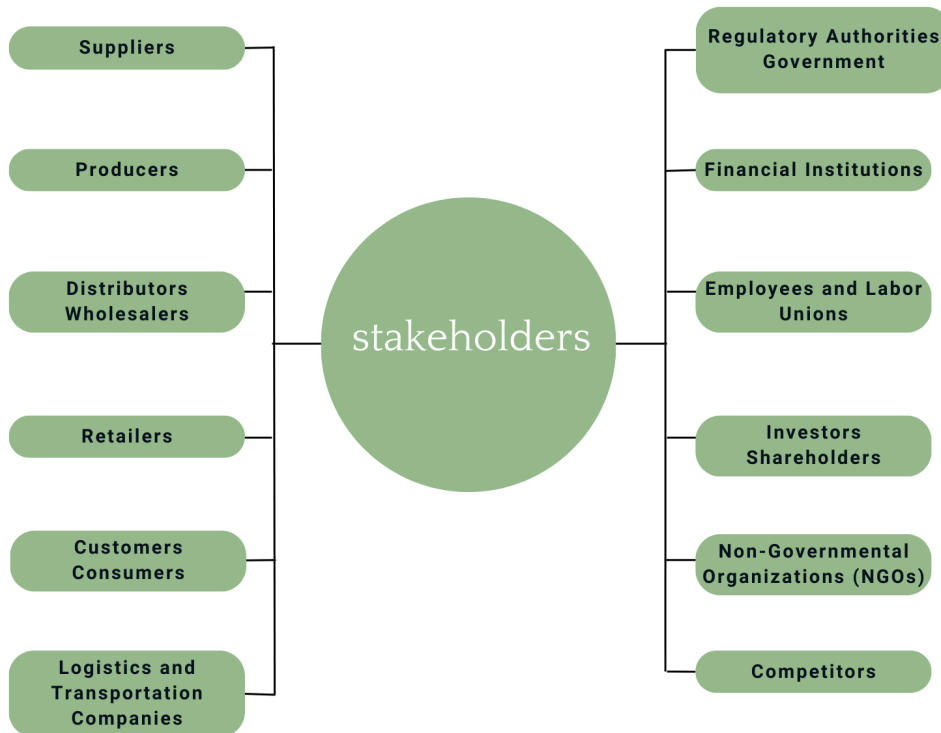 Suppliers
Producers
Distributors
Wholesalers
Retailers
Customers
Consumers
Logistics and
Transportation
Companies
stakeholders
Regulatory Authorities
Government
Financial Institutions
Employees and Labor
Unions
Investors
Shareholders
Non-Governmental
Organizations (NGOs)
Competitors